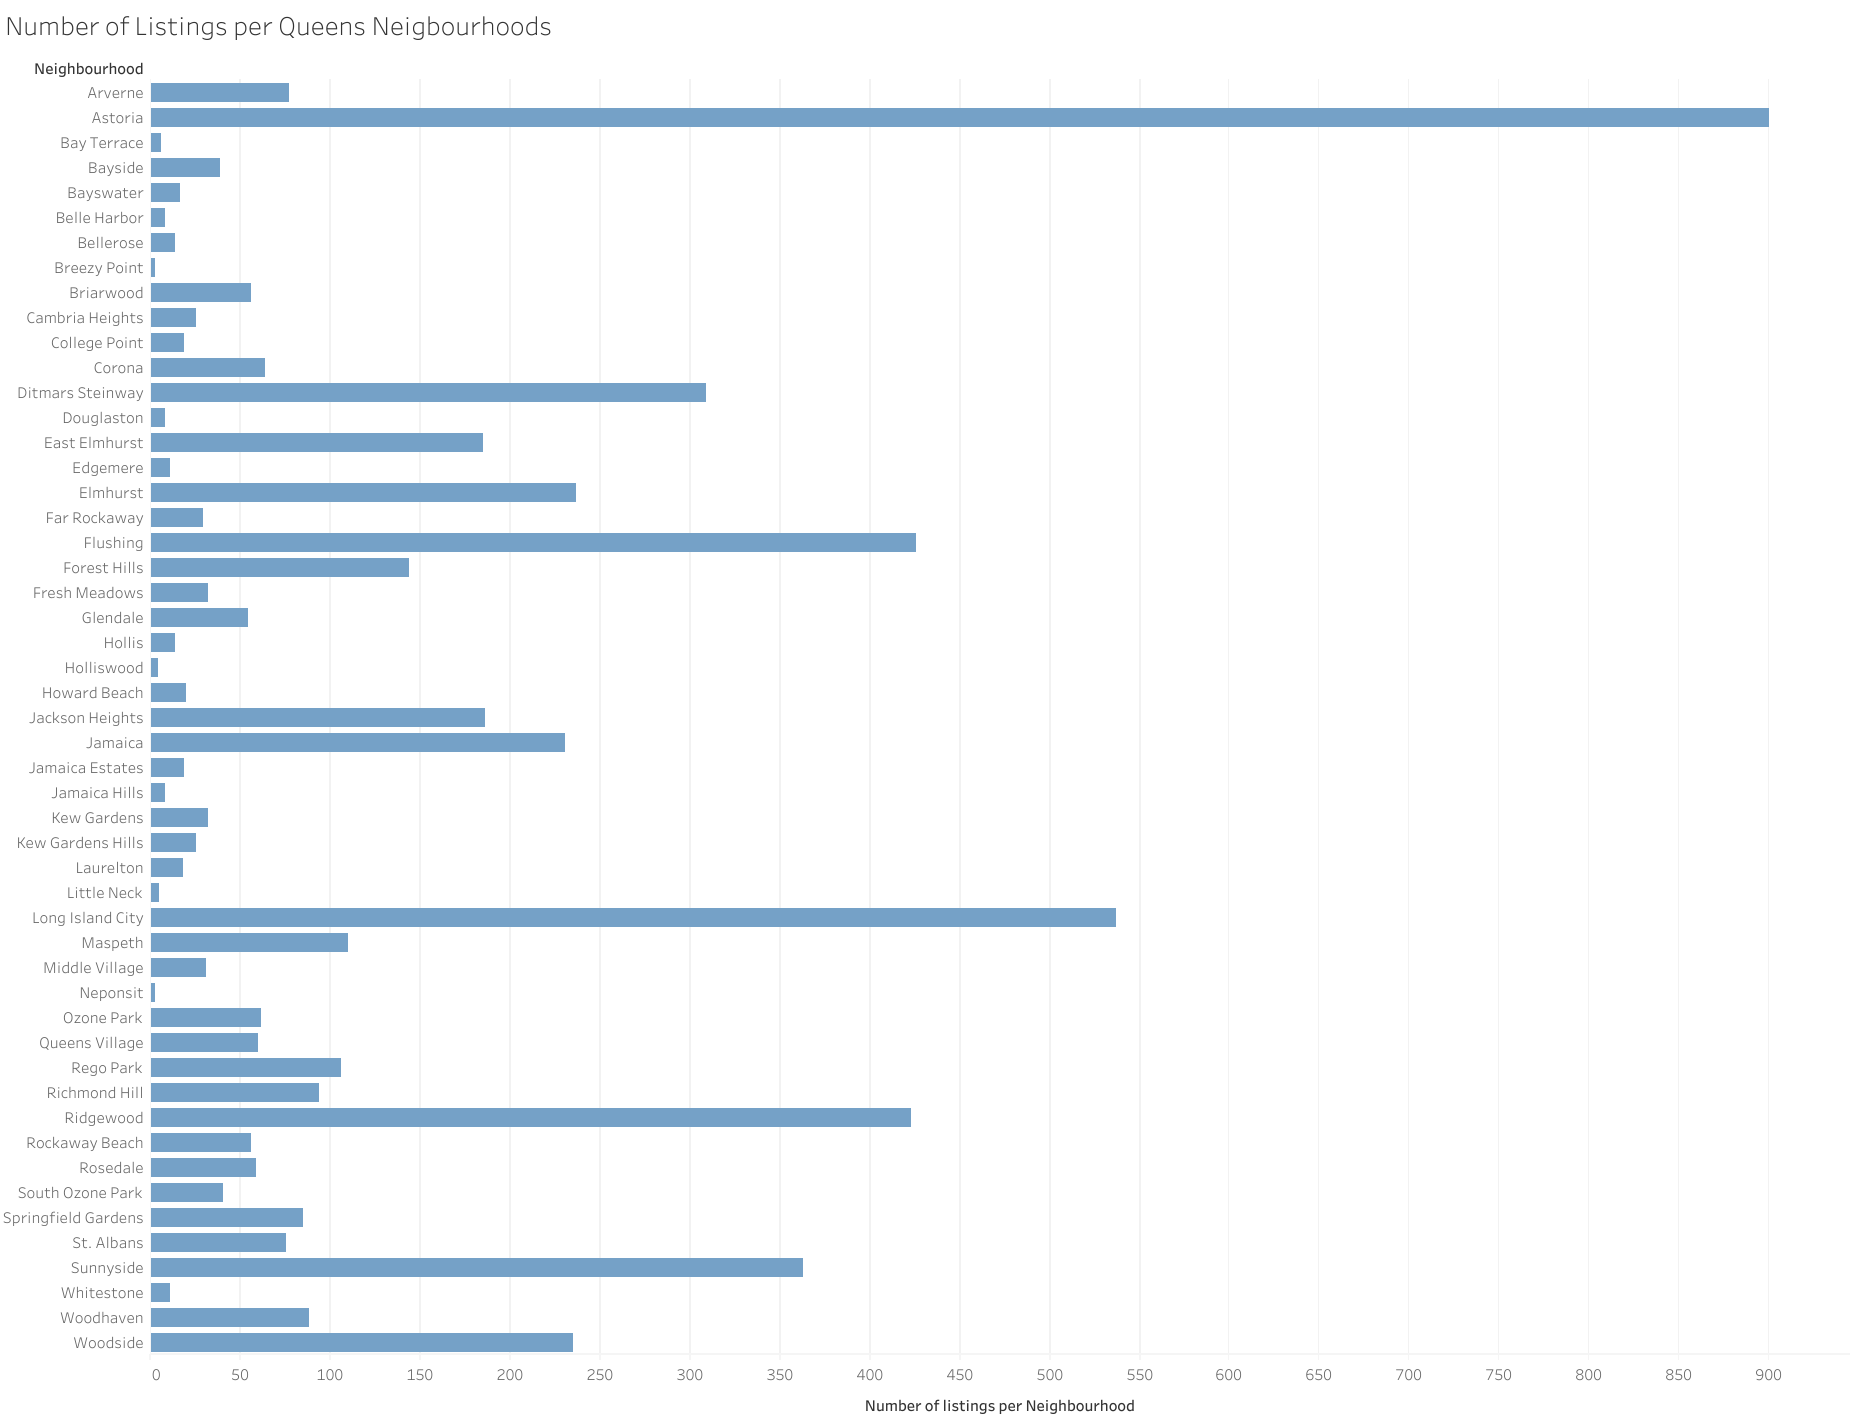 Number of Listings per Queens Neigbourhoods
Neighbourhood
Arverne
Astoria
Bay Terrace
Bayside
Bayswater
Belle Harbor
Bellerose
Breezy Point
Briarwood
Cambria Heights
College Point
Corona
Ditmars Steinway
Douglaston
East Elmhurst
Edgemere
Elmhurst
Far Rockaway
Flushing
Forest Hills
Fresh Meadows
Glendale
Hollis
Holliswood
Howard Beach
Jackson Heights
Jamaica
Jamaica Estates
Jamaica Hills
Kew Gardens
Kew Gardens Hills
Laurelton
Little Neck
Long Island City
Maspeth
Middle Village
Neponsit
Ozone Park
Queens Village
Rego Park
Richmond Hill
Ridgewood
Rockaway Beach
Rosedale
South Ozone Park
Springfield Gardens
St. Albans
Sunnyside
Whitestone
Woodhaven
Woodside
0 50 100 150 200 250 300 350 400 450 500 550 600 650 700 750 800 850 900
Number of listings per Neighbourhood